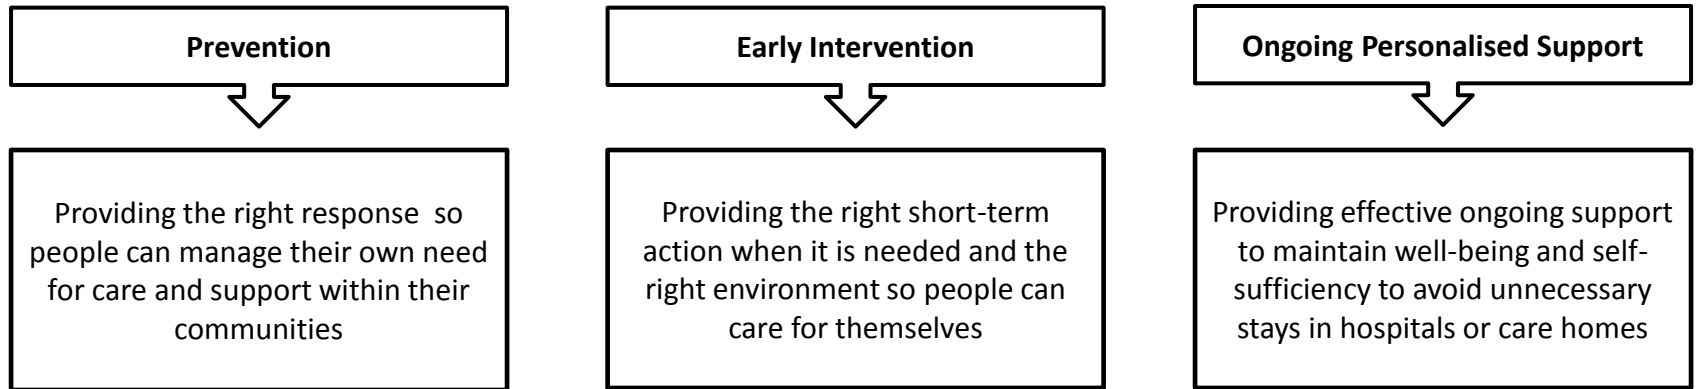 Prevention
Providing the right response  so
people can manage their own need
for care and support within their
communities
Early Intervention
Providing the right short-term
action when it is needed and the
right environment so people can
care for themselves
Ongoing Personalised Support
Providing effective ongoing support
to maintain well-being and self-
sufficiency to avoid unnecessary
stays in hospitals or care homes